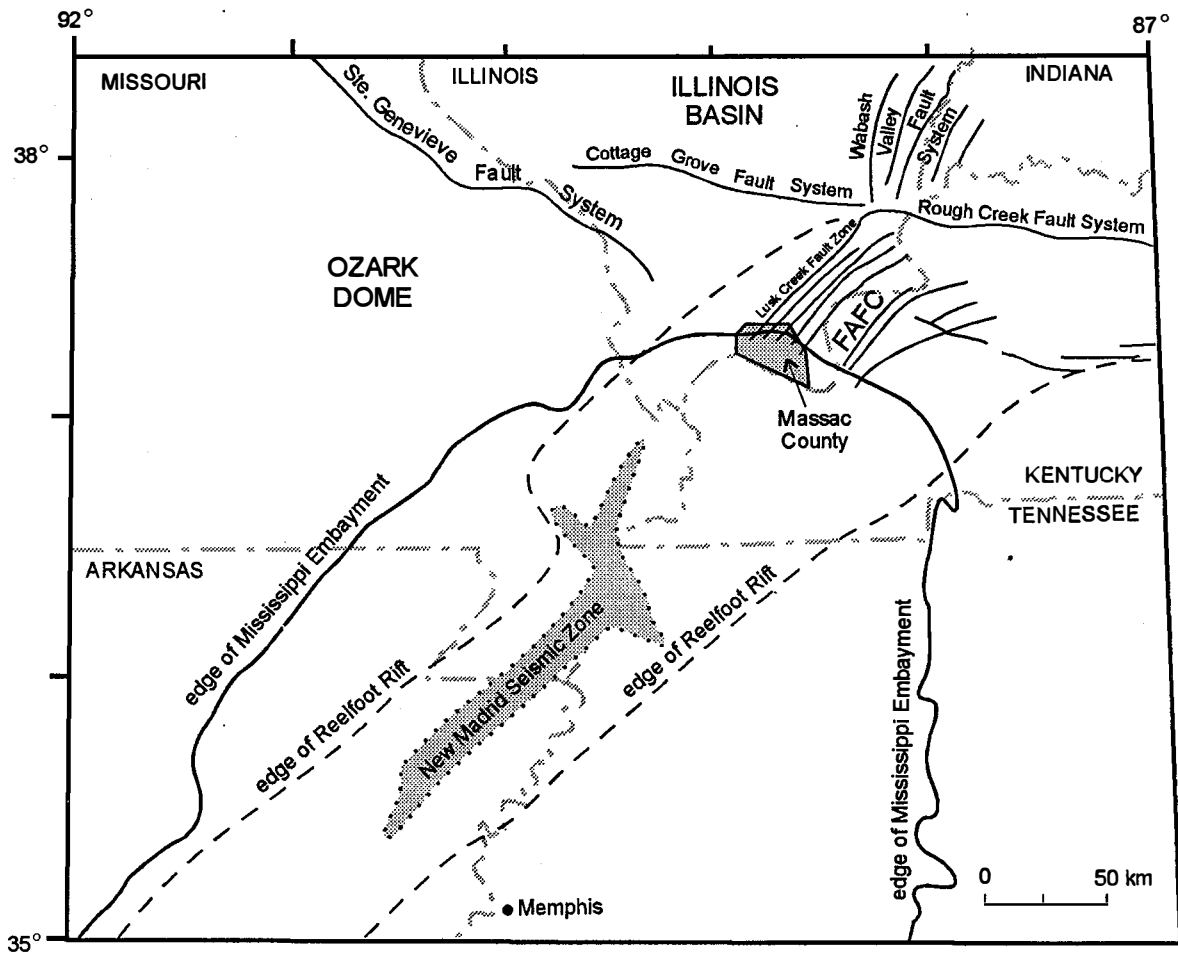 92°
87°
MISSOURI
ILLINOIS
ILLINOIS
BASIN
INDIANA
Ste. Genevieve
Fault
System
Wabash
Valley
Fault
System
38°
Cottage Grove Fault System
Rough Creek Fault System
Lusk Creek Fault Zone
OZARK
DOME
FAFC
Massac
County
KENTUCKY
TENNESSEE
ARKANSAS
edge of Mississippi Embayment
edge of Reelfoot Rift
New Madrid Seismic Zone
edge of Reelfoot Rift
edge of Mississippi Embayment
0 50 km
Memphis
35°